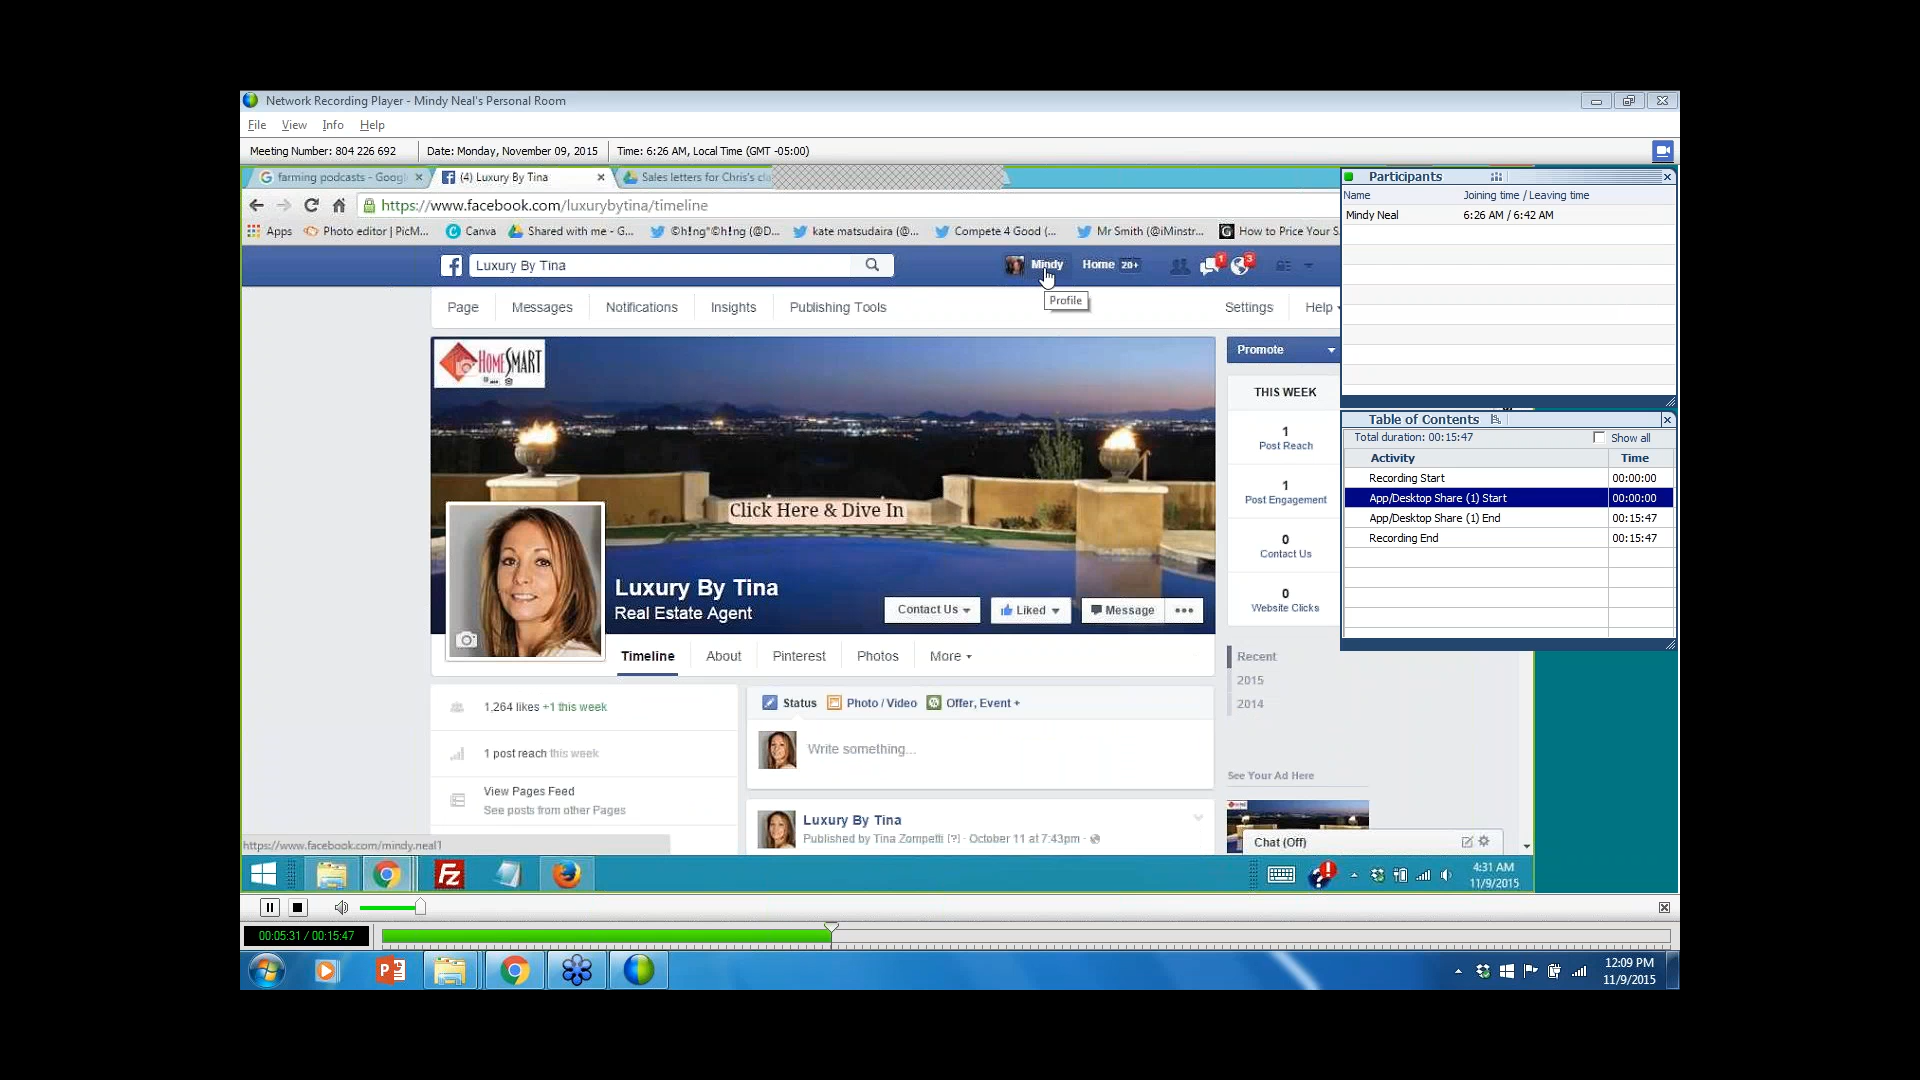 Network Recording Player - Mindy Neal's Personal Room
File View Info Help
Meeting Number: 804 226 692 Date: Monday, November 09, 2015 Time: 6:26 AM, Local Time (GMT -05:00)
farming podcasts - Googl (4) Luxury By Tina Sales letters for Chris's cla
https://www.facebook.com/luxurybytina/timeline
Apps Photo editor | PicM... Canva Shared with me - G... ©h!ng*©h!ng (@D... kate matsudaira (@... Compete 4 Good (... Mr Smith (@iMinstr... How to Price Your S
Luxury By Tina
Mindy Home 20+ 1 3
Profile
Page Messages Notifications Insights Publishing Tools Settings Help
HOMESMART
Click Here & Dive In
Luxury By Tina
Real Estate Agent
Contact Us Liked Message •••
Timeline About Pinterest Photos More
Promote
THIS WEEK
1
Post Reach
1
Post Engagement
0
Contact Us
0
Website Clicks
Recent
2015
2014
See Your Ad Here
1,264 likes +1 this week
1 post reach this week
View Pages Feed
See posts from other Pages
Status Photo / Video Offer, Event +
Write something...
Luxury By Tina
Published by Tina Zompetti [?] · October 11 at 7:43pm ·
Chat (Off)
https://www.facebook.com/mindy.neal1
Fz
4:31 AM
11/9/2015
Participants
Name Joining time / Leaving time
Mindy Neal 6:26 AM / 6:42 AM
Table of Contents
Total duration: 00:15:47 Show all
Activity Time
Recording Start 00:00:00
App/Desktop Share (1) Start 00:00:00
App/Desktop Share (1) End 00:15:47
Recording End 00:15:47
00:05:31 / 00:15:47
12:09 PM
11/9/2015